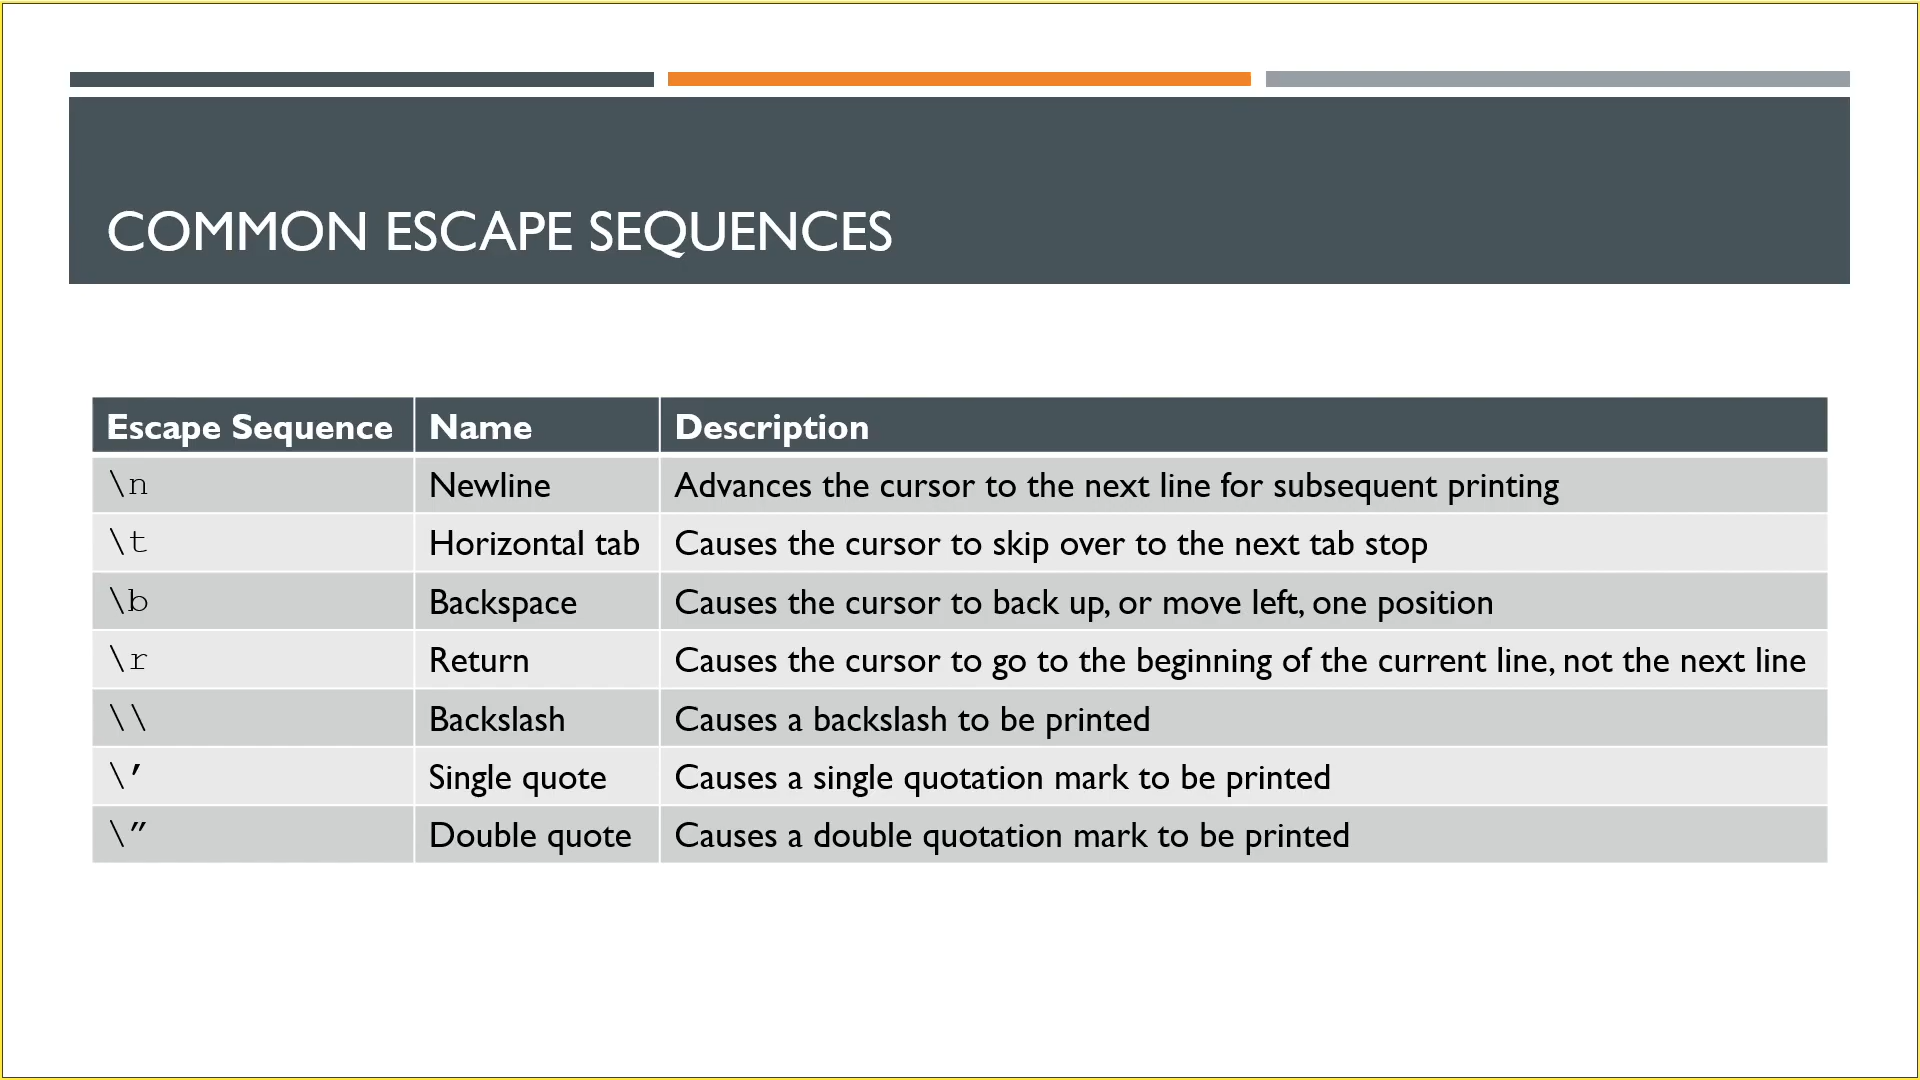 COMMON ESCAPE SEQUENCES
Escape Sequence Name Description
\n Newline Advances the cursor to the next line for subsequent printing
\t Horizontal tab Causes the cursor to skip over to the next tab stop
\b Backspace Causes the cursor to back up, or move left, one position
\r Return Causes the cursor to go to the beginning of the current line, not the next line
\\ Backslash Causes a backslash to be printed
\’ Single quote Causes a single quotation mark to be printed
\” Double quote Causes a double quotation mark to be printed